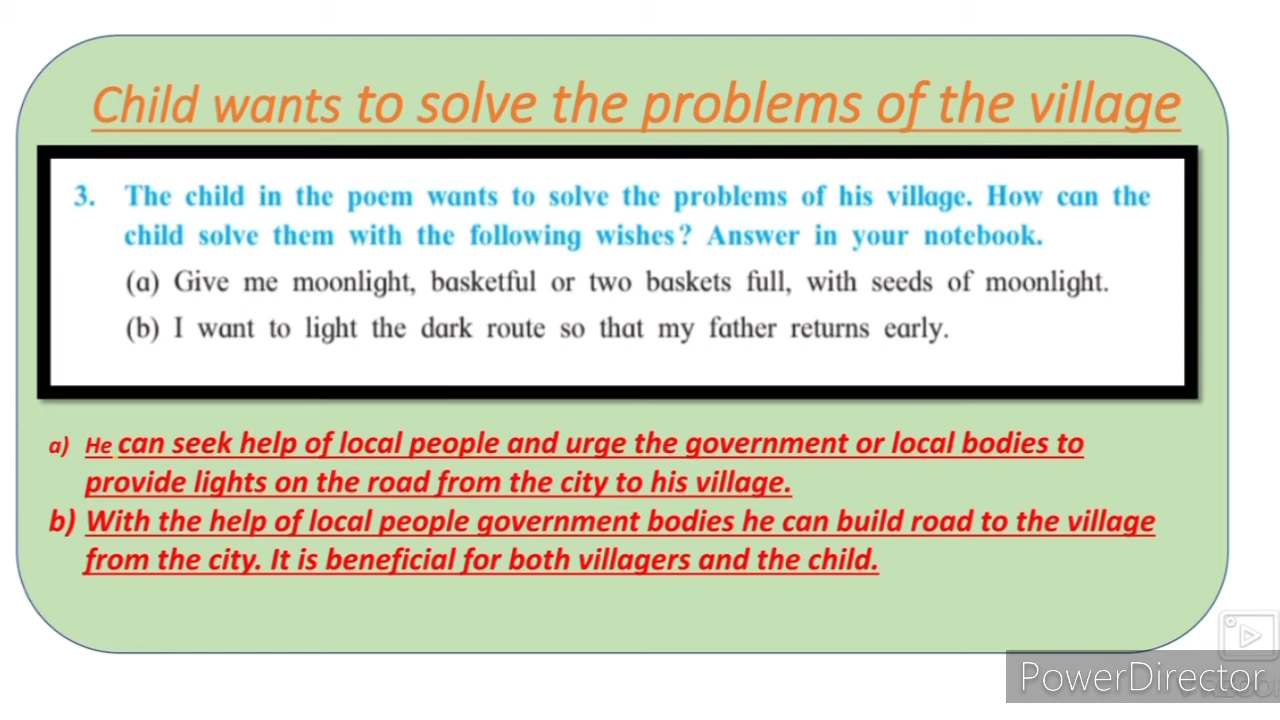 Child wants to solve the problems of the village
3. The child in the poem wants to solve the problems of his village. How can the
child solve them with the following wishes? Answer in your notebook.
(a) Give me moonlight, basketful or two baskets full, with seeds of moonlight.
(b) I want to light the dark route so that my father returns early.
a) He can seek help of local people and urge the government or local bodies to
provide lights on the road from the city to his village.
b) With the help of local people government bodies he can build road to the village
from the city. It is beneficial for both villagers and the child.
PowerDirector